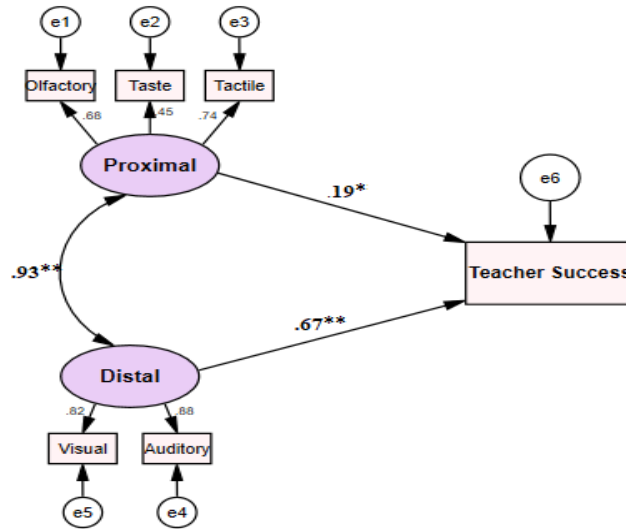 e1
e2
e3
Olfactory
Taste
Tactile
.68
.45
.74
Proximal
.19*
e6
.93**
Teacher Success
.67**
Distal
.82
.88
Visual
Auditory
e5
e4